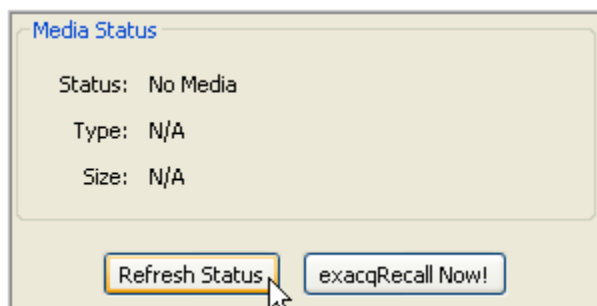 Media Status
Status: No Media
Type: N/A
Size: N/A
Refresh Status exacqRecall Now!